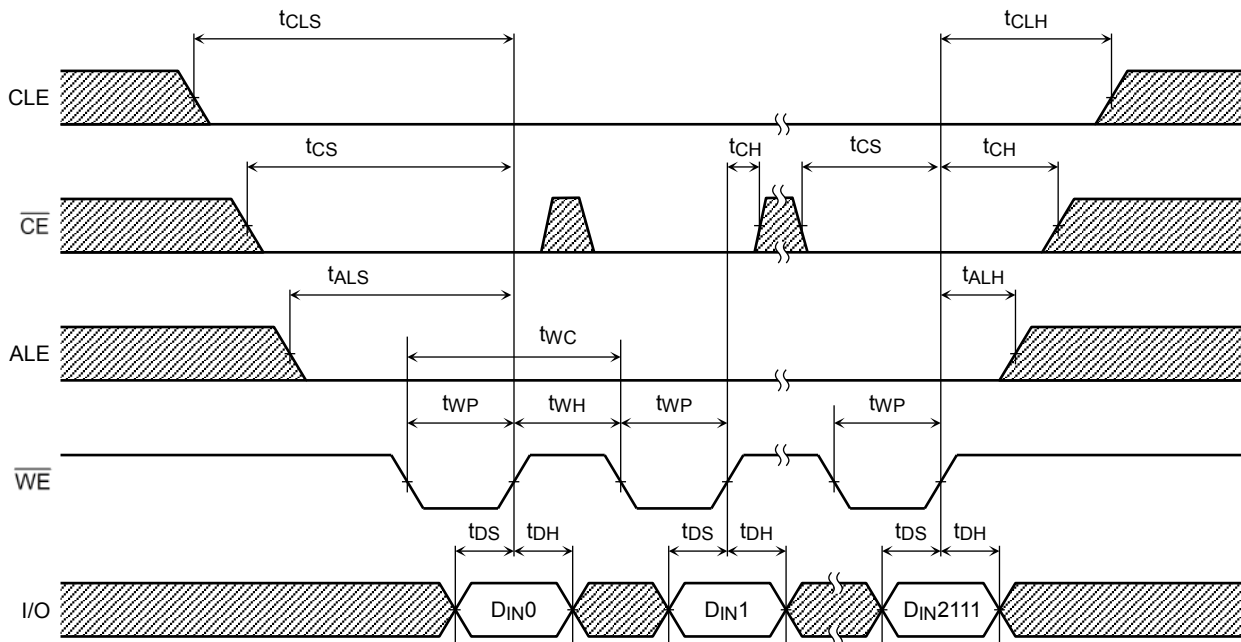 tCLS
tCLH
CLE
tCS
tCH
tCS
tCH
CE
tALS
tALH
tWC
ALE
tWP
tWH
tWP
tWP
WE
tDS
tDH
tDS
tDH
tDS
tDH
I/O
DIN0
DIN1
DIN2111